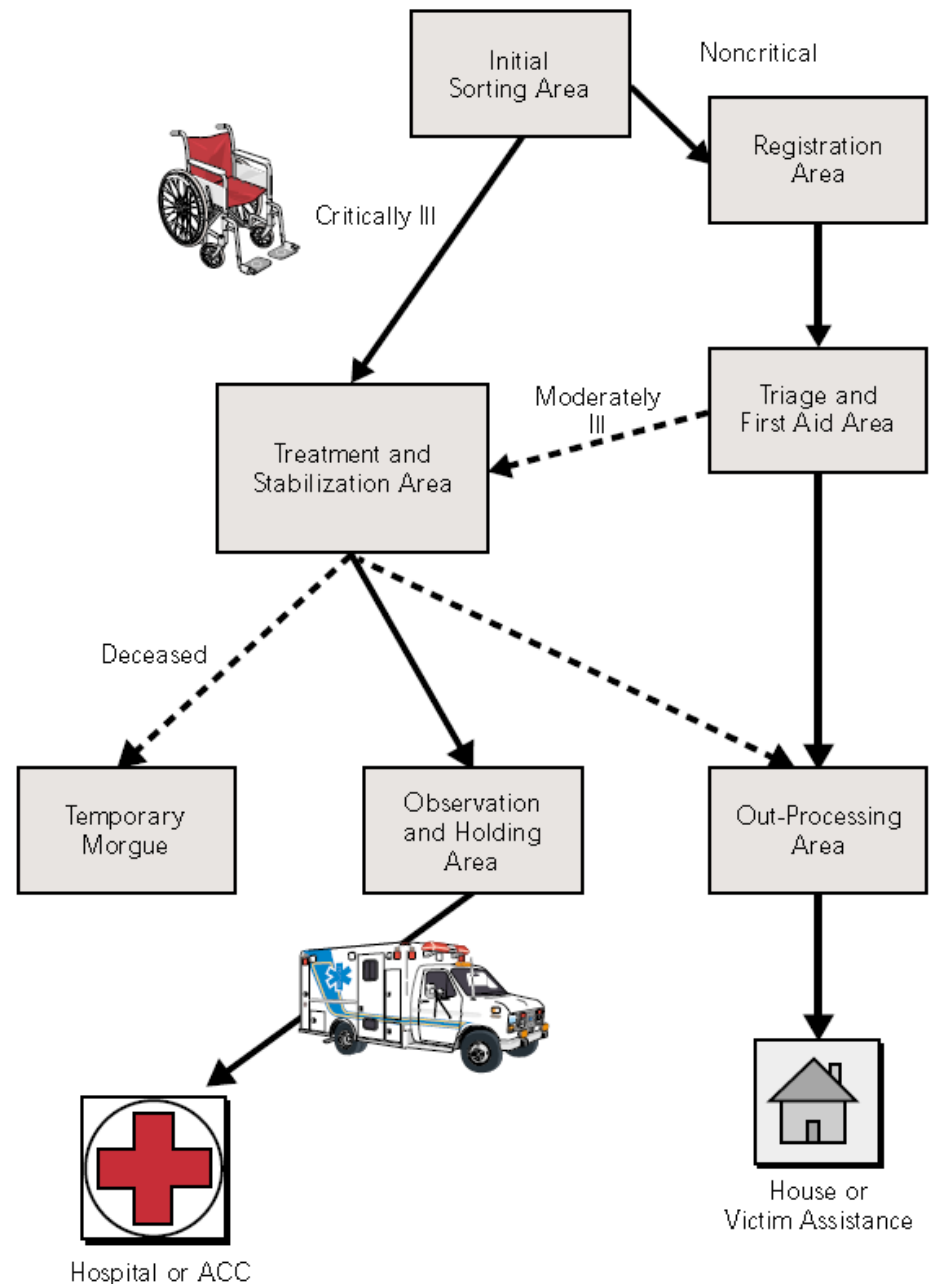 Initial
Sorting Area
Noncritical
Registration
Area
Critically Ill
Moderately
Ill
Triage and
First Aid Area
Treatment and
Stabilization Area
Deceased
Temporary
Morgue
Observation
and Holding
Area
Out-Processing
Area
House or
Victim Assistance
Hospital or ACC